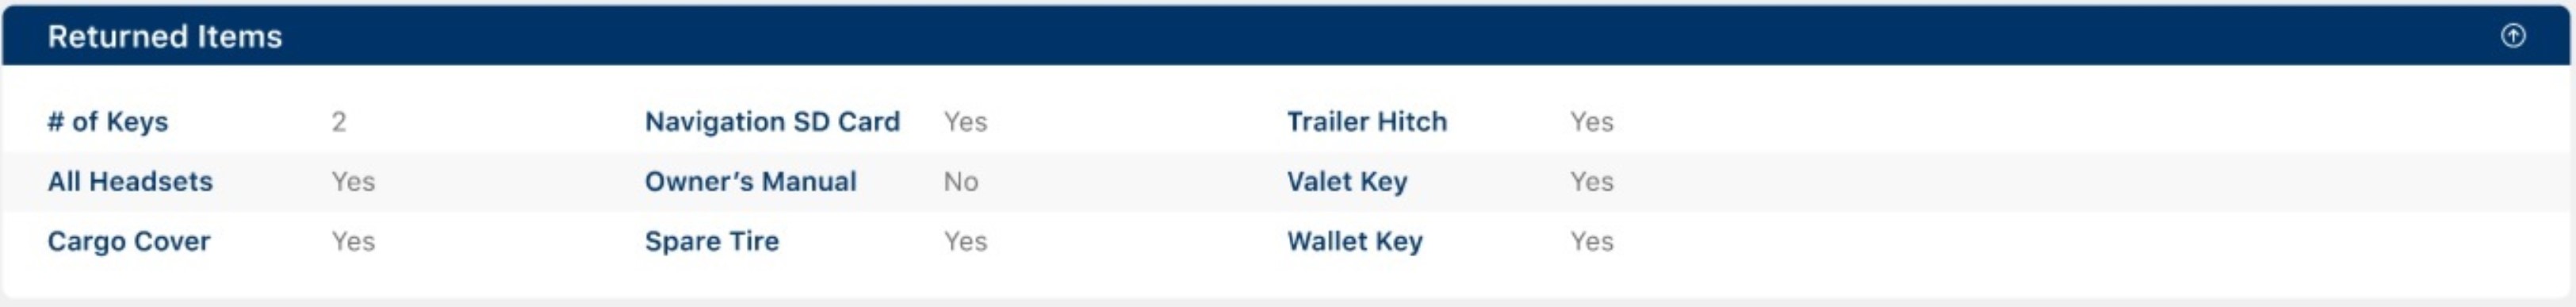 Returned Items
# of Keys 2 Navigation SD Card Yes Trailer Hitch Yes
All Headsets Yes Owner’s Manual No Valet Key Yes
Cargo Cover Yes Spare Tire Yes Wallet Key Yes